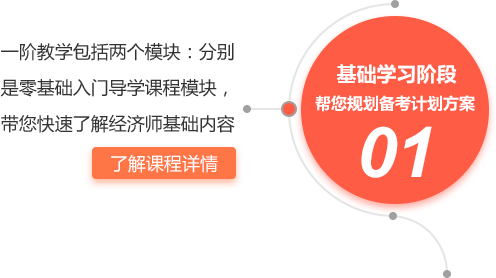 一阶教学包括两个模块：分别
是零基础入门导学课程模块，
带您快速了解经济师基础内容
了解课程详情
基础学习阶段
帮您规划备考计划方案
01